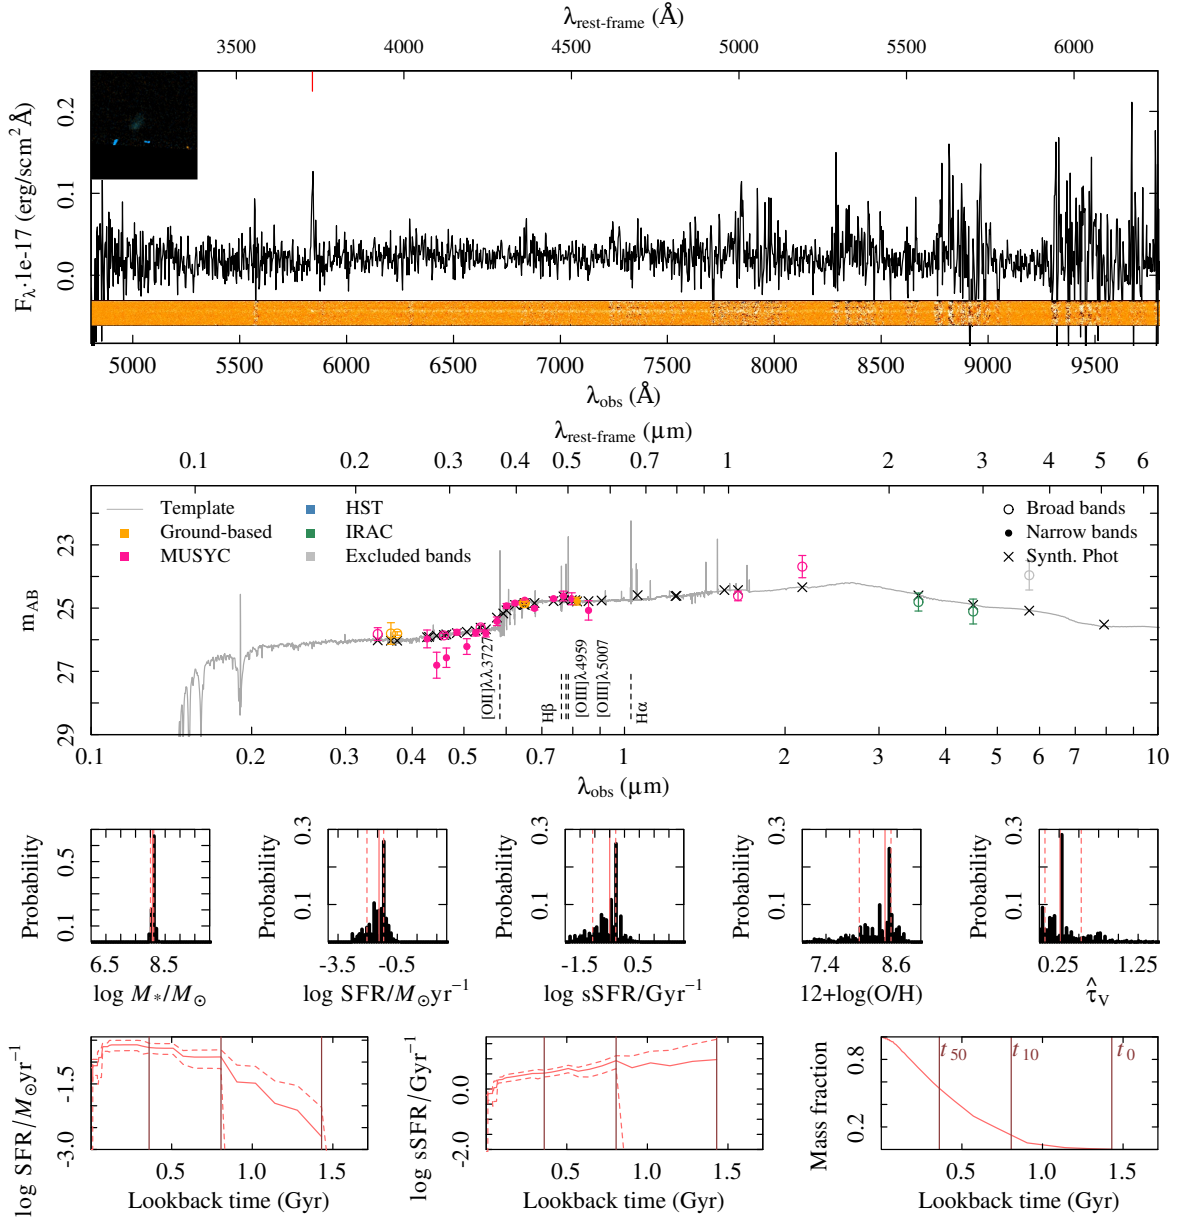 λrest-frame (Å)
3500 4000 4500 5000 5500 6000
Fλ·1e-17 (erg/scm²Å)
0.0 0.1 0.2
5000 5500 6000 6500 7000 7500 8000 8500 9000 9500
λobs (Å)
λrest-frame (μm)
0.1 0.2 0.3 0.4 0.5 0.7 1 2 3 4 5 6
Template
Ground-based
MUSYC
HST
IRAC
Excluded bands
Broad bands
Narrow bands
Synth. Phot
mAB
23
25
27
29
[OII]λλ3727
Hβ
[OIII]λ4959
[OIII]λ5007
Hα
0.1 0.2 0.3 0.4 0.5 0.7 1 2 3 4 5 6 7 8 10
λobs (μm)
Probability
0.1 0.5
6.5 8.5
log M*/M⊙
Probability
0.1 0.3
-3.5 -0.5
log SFR/M⊙yr⁻¹
Probability
0.1 0.3
-1.5 0.5
log sSFR/Gyr⁻¹
Probability
0.1 0.3
7.4 8.6
12+log(O/H)
Probability
0.1 0.3
0.25 1.25
τ̂V
log SFR/M⊙yr⁻¹
-3.0 -1.5
0.5 1.0 1.5
Lookback time (Gyr)
log sSFR/Gyr⁻¹
-2.0 0.0
0.5 1.0 1.5
Lookback time (Gyr)
Mass fraction
0.2 0.8
t50 t10 t0
0.5 1.0 1.5
Lookback time (Gyr)